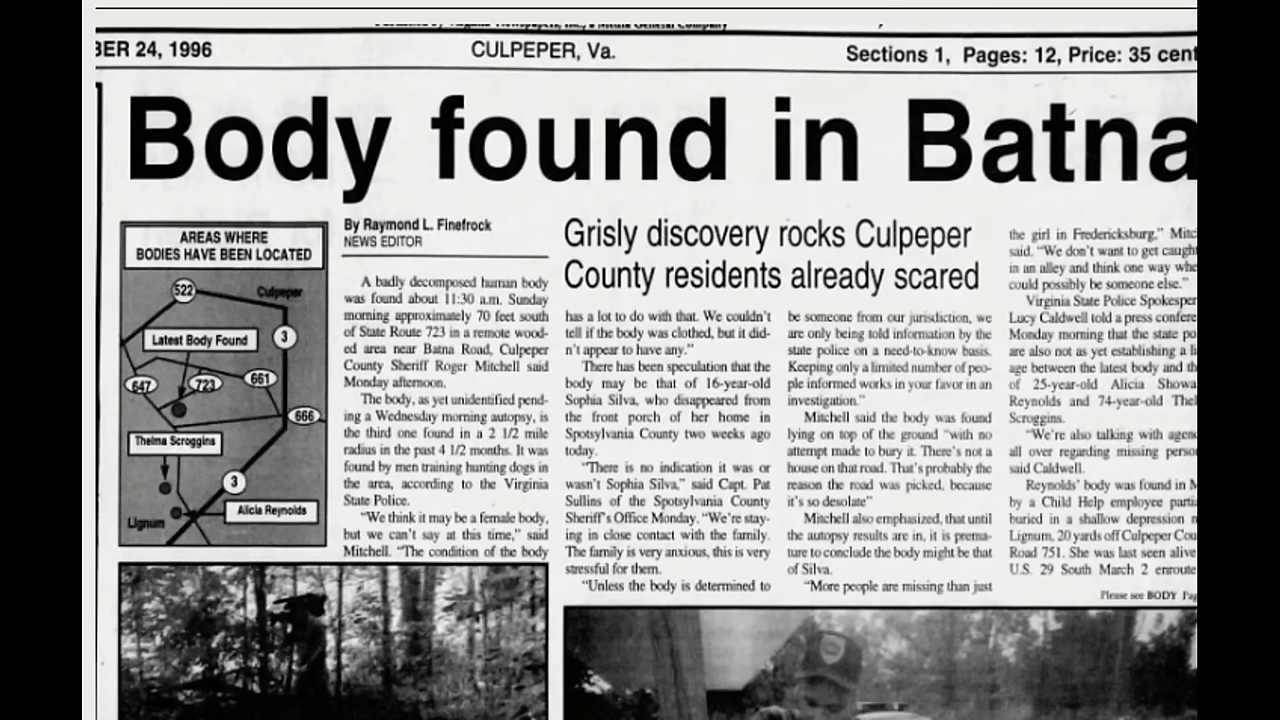 BER 24, 1996
CULPEPER, Va.
Sections 1, Pages: 12, Price: 35 cent
Body found in Batna
AREAS WHERE
BODIES HAVE BEEN LOCATED
522
Culpeper
3
Latest Body Found
647
723
661
666
Thelma Scroggins
3
Alicia Reynolds
Lignum
By Raymond L. Finefrock
NEWS EDITOR
A badly decomposed human body
was found about 11:30 a.m. Sunday
morning approximately 70 feet south
of State Route 723 in a remote wood-
ed area near Batna Road, Culpeper
County Sheriff Roger Mitchell said
Monday afternoon.
The body, as yet unidentified pend-
ing a Wednesday morning autopsy, is
the third one found in a 2 1/2 mile
radius in the past 4 1/2 months. It was
found by men training hunting dogs in
the area, according to the Virginia
State Police.
"We think it may be a female body,
but we can't say at this time," said
Mitchell. "The condition of the body
Grisly discovery rocks Culpeper
County residents already scared
has a lot to do with that. We couldn't
tell if the body was clothed, but it did-
n't appear to have any."
There has been speculation that the
body may be that of 16-year-old
Sophia Silva, who disappeared from
the front porch of her home in
Spotsylvania County two weeks ago
today.
"There is no indication it was or
wasn't Sophia Silva," said Capt. Pat
Sullins of the Spotsylvania County
Sheriff's Office Monday. "We're stay-
ing in close contact with the family.
The family is very anxious, this is very
stressful for them.
"Unless the body is determined to
be someone from our jurisdiction, we
are only being told information by the
state police on a need-to-know basis.
Keeping only a limited number of peo-
ple informed works in your favor in an
investigation."
Mitchell said the body was found
lying on top of the ground "with no
attempt made to bury it. There's not a
house on that road. That's probably the
reason the road was picked, because
it's so desolate"
Mitchell also emphasized, that until
the autopsy results are in, it is prema-
ture to conclude the body might be that
of Silva.
"More people are missing than just
the girl in Fredericksburg," Mitc
said. "We don't want to get caught
in an alley and think one way whe
could possibly be someone else."
Virginia State Police Spokesper
Lucy Caldwell told a press confere
Monday morning that the state po
are also not as yet establishing a li
age between the latest body and th
of 25-year-old Alicia Showa
Reynolds and 74-year-old Thel
Scroggins.
"We're also talking with agen
all over regarding missing perso
said Caldwell.
Reynolds' body was found in M
by a Child Help employee partia
buried in a shallow depression n
Lignum, 20 yards off Culpeper Cou
Road 751. She was last seen alive
U.S. 29 South March 2 enroute
Please see BODY Pag